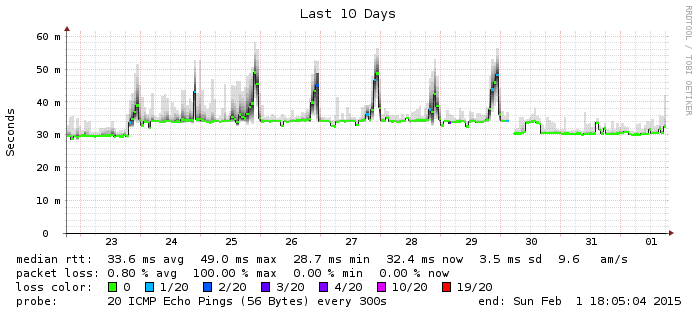 Last 10 Days
RRDTOOL / TOBI OETIKER
Seconds
60 m
50 m
40 m
30 m
20 m
10 m
0
23 24 25 26 27 28 29 30 31 01
median rtt: 33.6 ms avg 49.0 ms max 28.7 ms min 32.4 ms now 3.5 ms sd 9.6 am/s
packet loss: 0.80 % avg 100.00 % max 0.00 % min 0.00 % now
loss color: 0 1/20 2/20 3/20 4/20 10/20 19/20
probe: 20 ICMP Echo Pings (56 Bytes) every 300s end: Sun Feb 1 18:05:04 2015